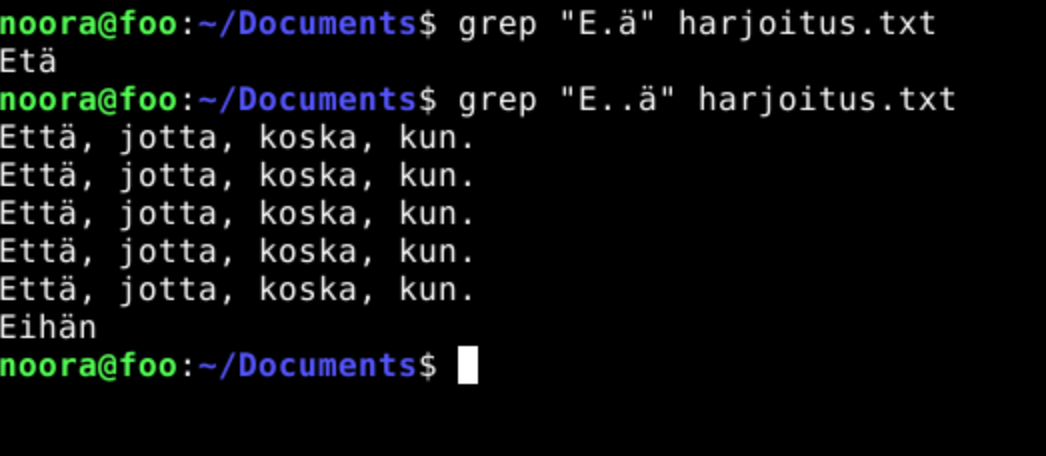 noora@foo:~/Documents$ grep "E.ä" harjoitus.txt
Etä
noora@foo:~/Documents$ grep "E..ä" harjoitus.txt
Että, jotta, koska, kun.
Että, jotta, koska, kun.
Että, jotta, koska, kun.
Että, jotta, koska, kun.
Että, jotta, koska, kun.
Eihän
noora@foo:~/Documents$